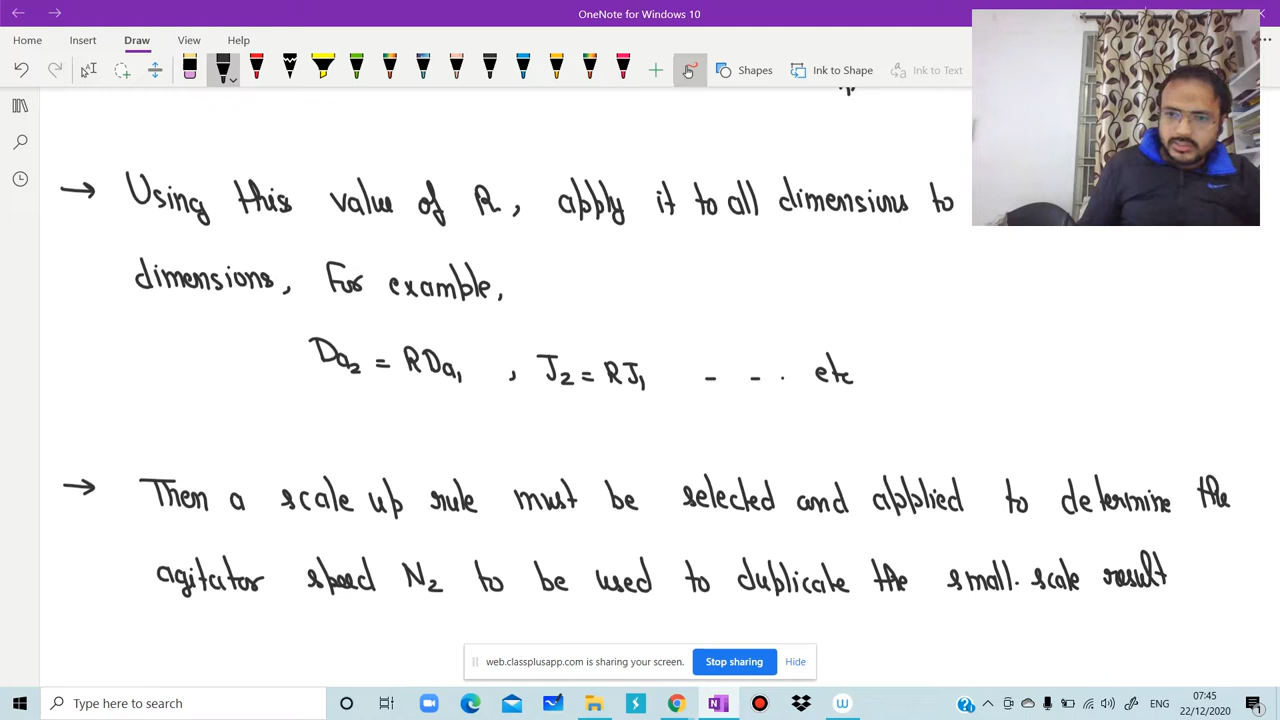 OneNote for Windows 10
Home Insert Draw View Help
Shapes Ink to Shape Ink to Text
→ Using this value of R, apply it to all dimensions to
dimensions, For example,
Da2 = RDa1 , J2 = RJ1 - - . etc
→ Then a scale up rule must be selected and applied to determine the
agitator speed N2 to be used to duplicate the small-scale result
web.classplusapp.com is sharing your screen. Stop sharing Hide
Type here to search
ENG
07:45
22/12/2020